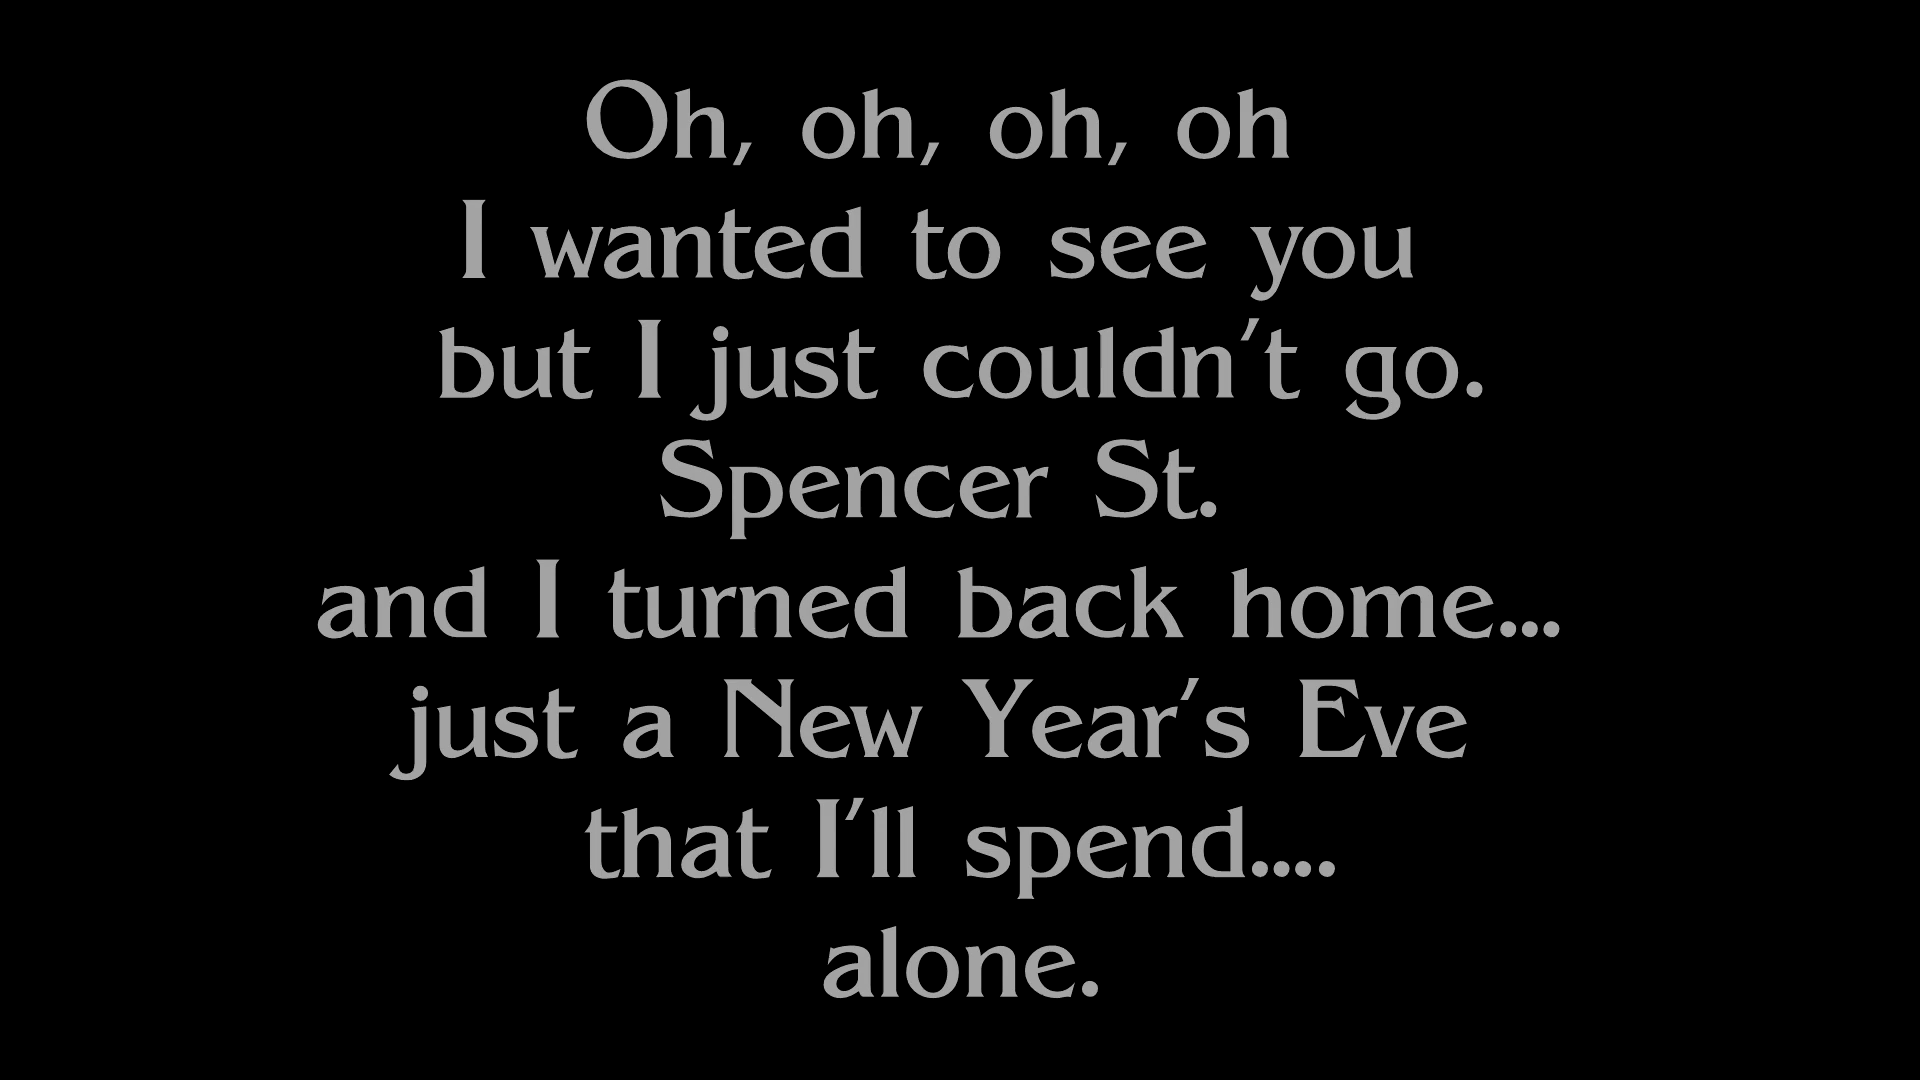 Oh, oh, oh, oh
I wanted to see you
but I just couldn't go.
Spencer St.
and I turned back home...
just a New Year's Eve
that I'll spend....
alone.